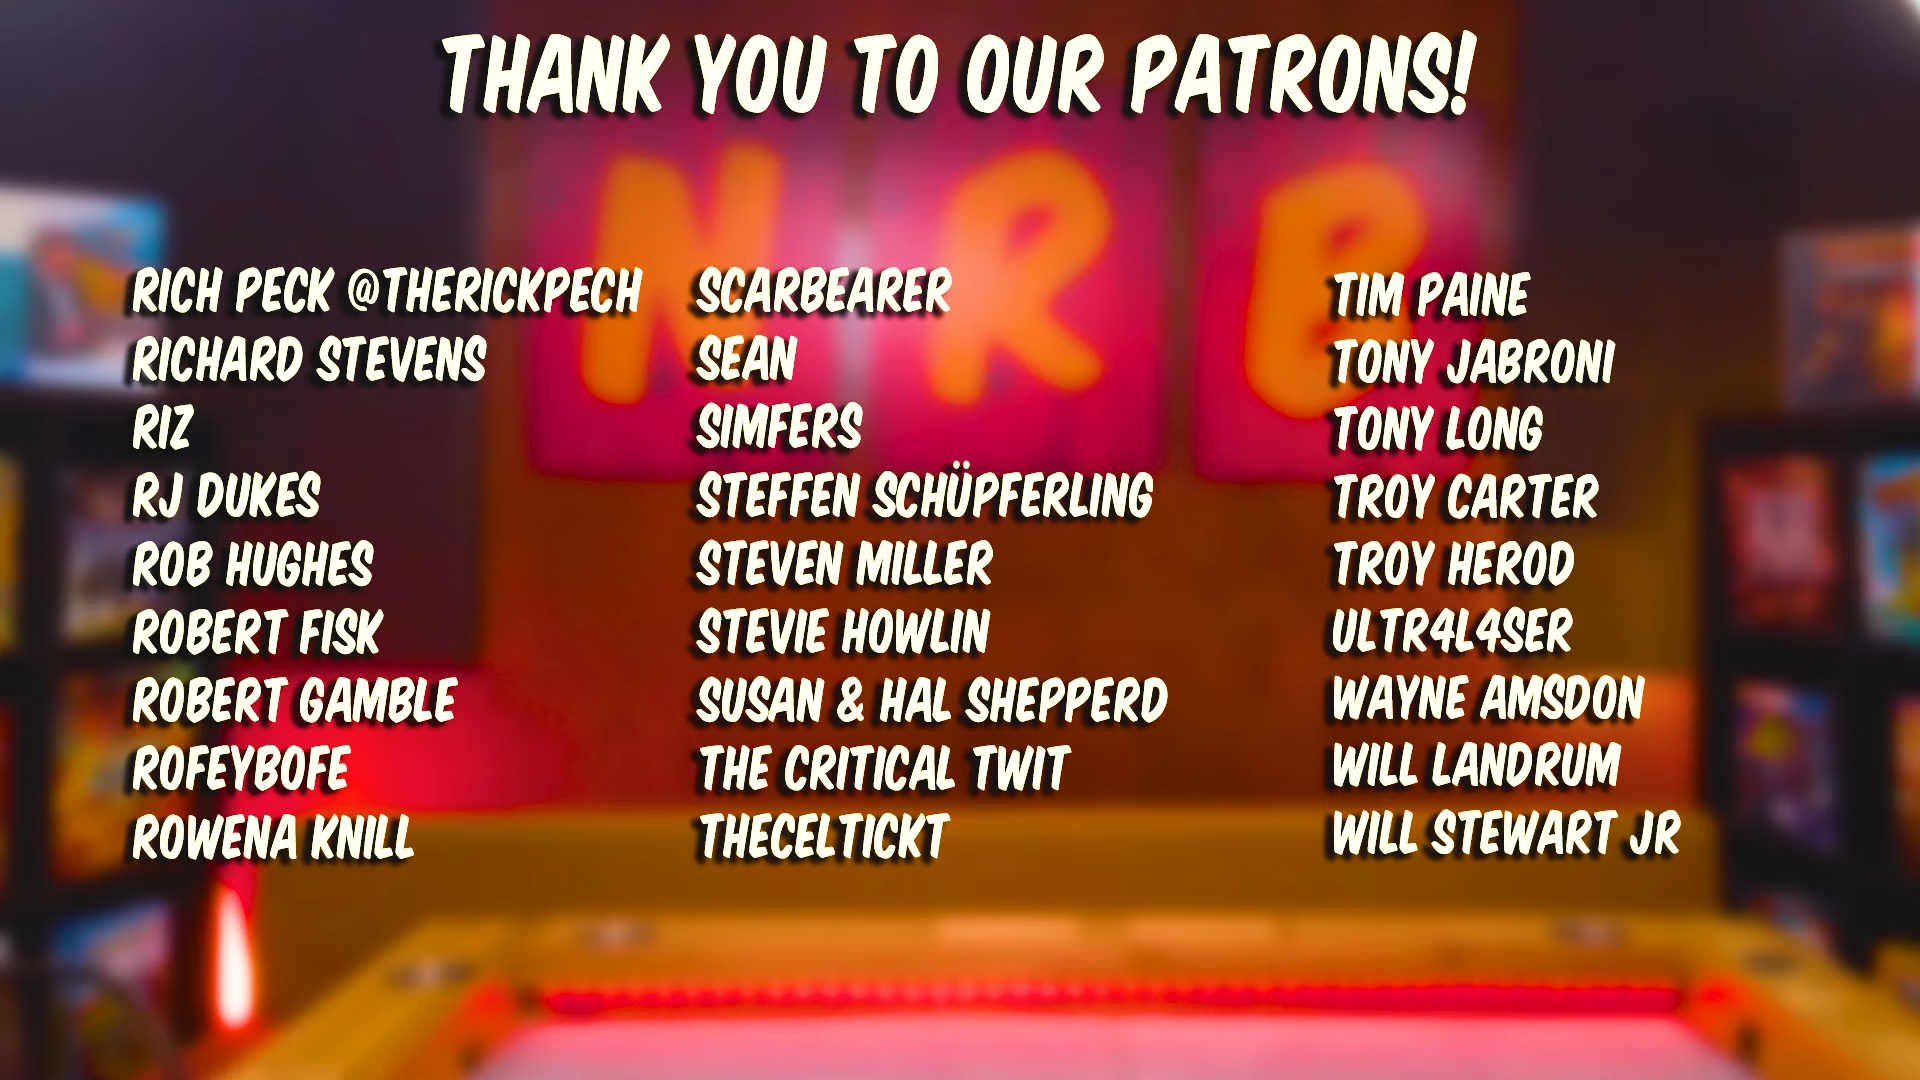 THANK YOU TO OUR PATRONS!
N R B
RICH PECK @THERICKPECH
RICHARD STEVENS
RIZ
RJ DUKES
ROB HUGHES
ROBERT FISK
ROBERT GAMBLE
ROFEYBOFE
ROWENA KNILL
SCARBEARER
SEAN
SIMFERS
STEFFEN SCHÜPFERLING
STEVEN MILLER
STEVIE HOWLIN
SUSAN & HAL SHEPPERD
THE CRITICAL TWIT
THECELTICKT
TIM PAINE
TONY JABRONI
TONY LONG
TROY CARTER
TROY HEROD
ULTR4L4SER
WAYNE AMSDON
WILL LANDRUM
WILL STEWART JR